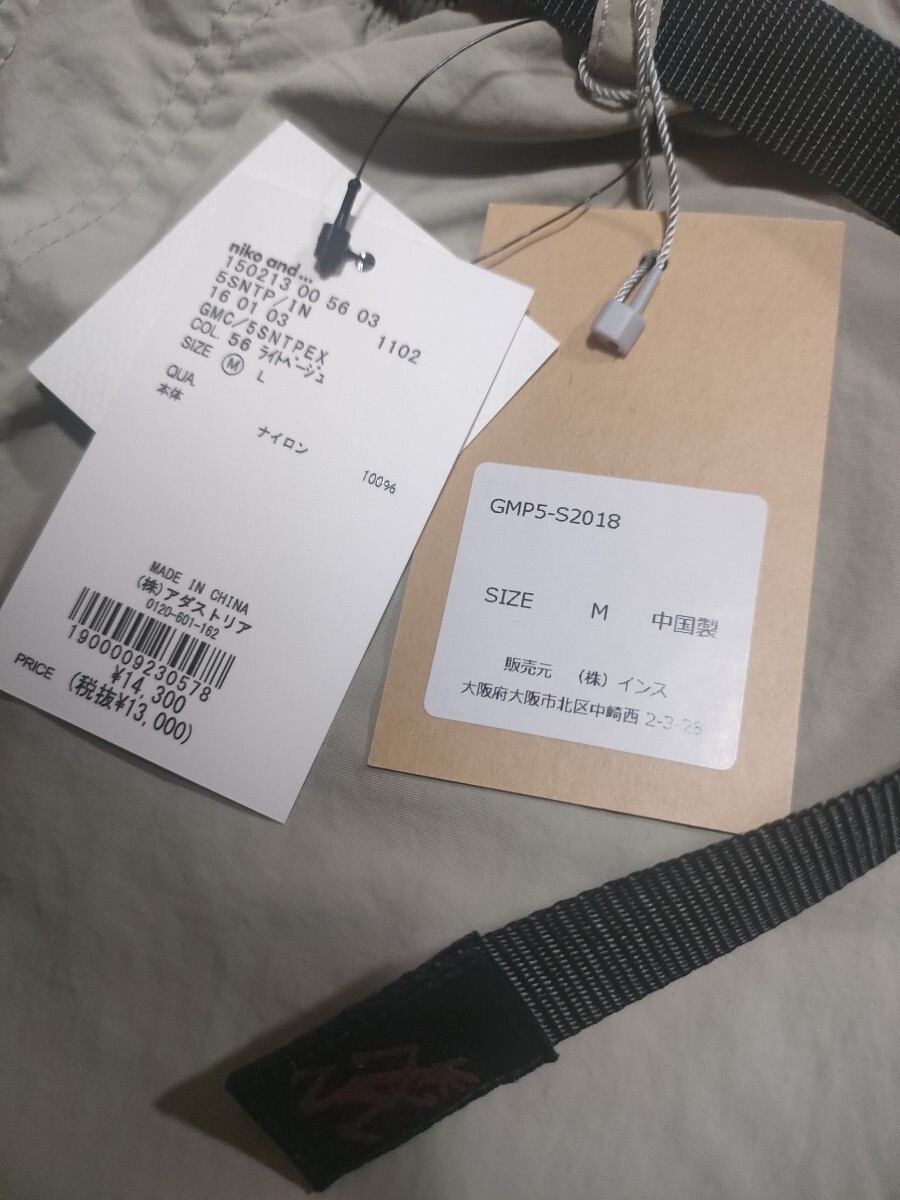 niko and...
150213 00 56 03
5SNTP/IN 1102
16 01 03
GMC/5SNTPEX
COL. 56 ライトベージュ
SIZE Ⓜ L
QUA.
本体
ナイロン
100%
MADE IN CHINA
(株)アダストリア
0120-601-162
1900009230578
PRICE ¥14,300
(税抜¥13,000)
GMP5-S2018
SIZE M 中国製
販売元 (株)インス
大阪府大阪市北区中崎西 2-3-28